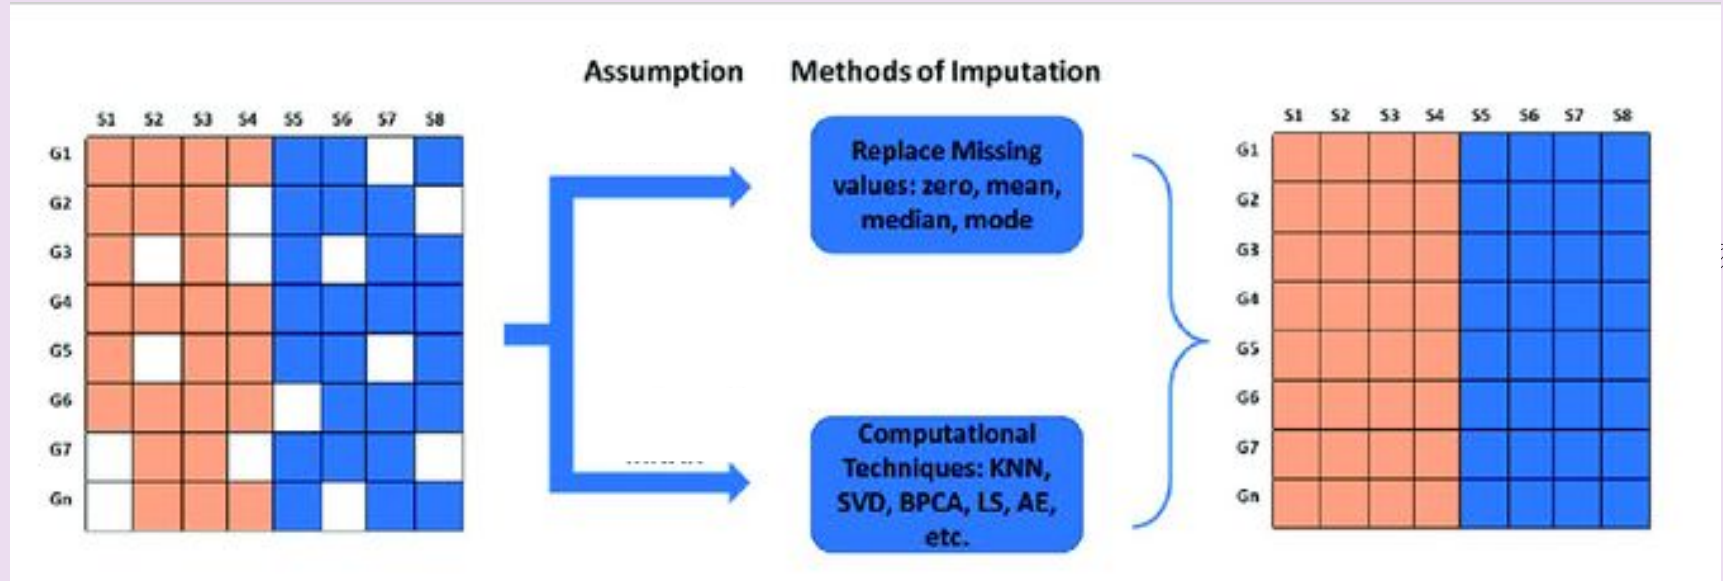 Assumption
Methods of Imputation
S1 S2 S3 S4 S5 S6 S7 S8
G1
G2
G3
G4
G5
G6
G7
Gn
Replace Missing
values: zero, mean,
median, mode
Computational
Techniques: KNN,
SVD, BPCA, LS, AE,
etc.
S1 S2 S3 S4 S5 S6 S7 S8
G1
G2
G3
G4
G5
G6
G7
Gn